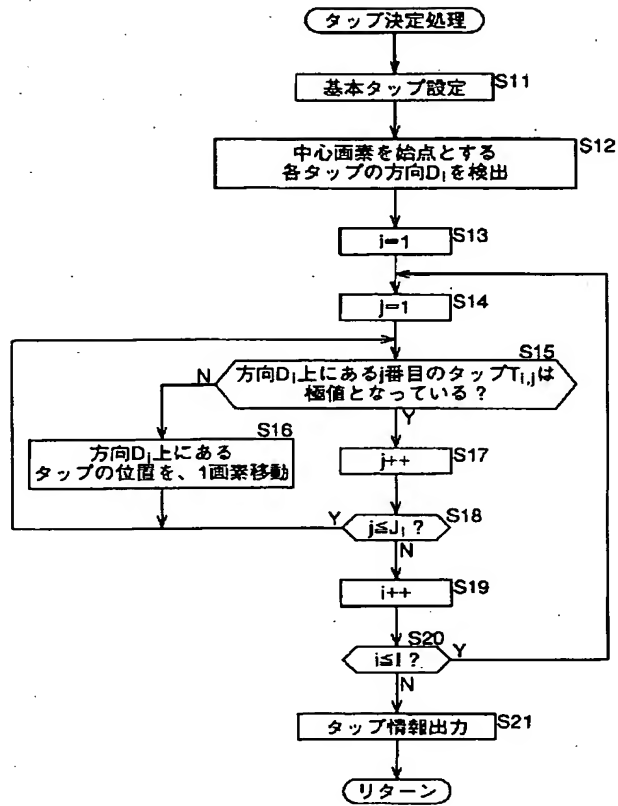 タップ決定処理
基本タップ設定
S11
中心画素を始点とする
各タップの方向Diを検出
S12
i=1
S13
j=1
S14
S15
方向Di上にあるj番目のタップTi,jは
極値となっている？
N
Y
S16
方向Di上にある
タップの位置を、1画素移動
j++
S17
Y
j≦Ji？
S18
N
i++
S19
S20
i≦I？
Y
N
タップ情報出力
S21
リターン